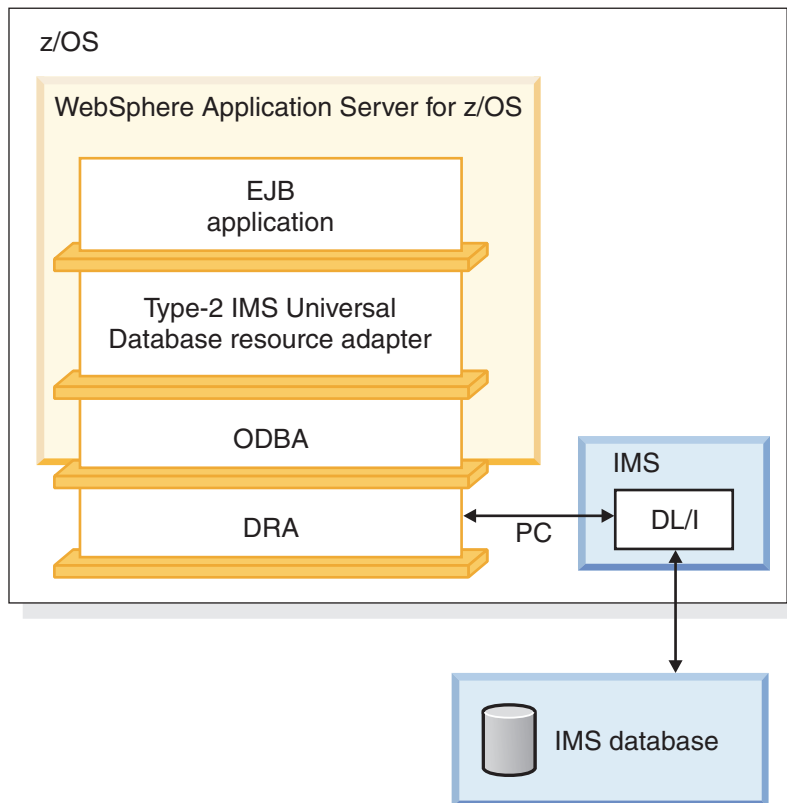 z/OS
WebSphere Application Server for z/OS
EJB
application
Type-2 IMS Universal
Database resource adapter
ODBA
DRA
PC
IMS
DL/I
IMS database